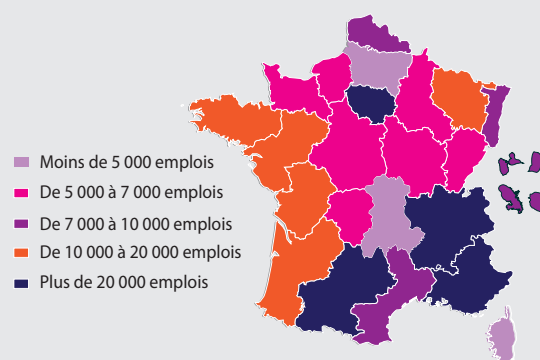 Moins de 5 000 emplois
De 5 000 à 7 000 emplois
De 7 000 à 10 000 emplois
De 10 000 à 20 000 emplois
Plus de 20 000 emplois